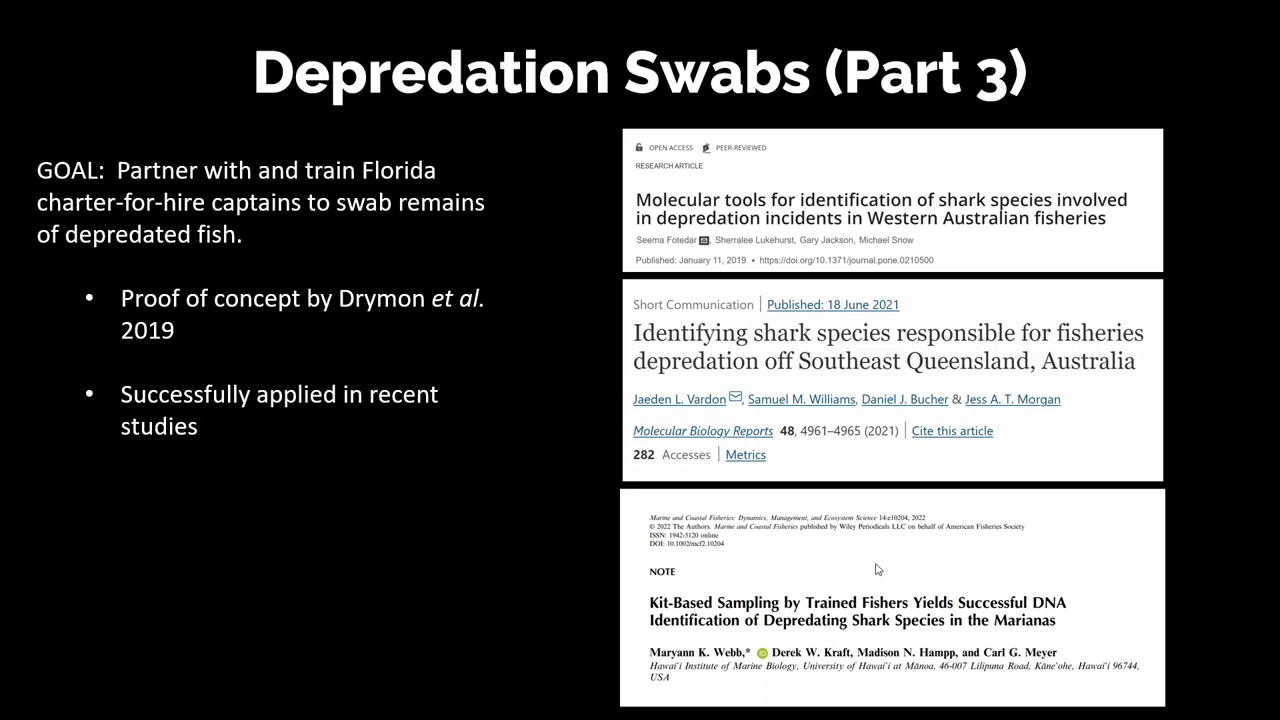 Depredation Swabs (Part 3)
GOAL:  Partner with and train Florida
charter-for-hire captains to swab remains
of depredated fish.
• Proof of concept by Drymon et al.
2019
• Successfully applied in recent
studies
OPEN ACCESS PEER-REVIEWED
RESEARCH ARTICLE
Molecular tools for identification of shark species involved
in depredation incidents in Western Australian fisheries
Seema Fotedar, Sherralee Lukehurst, Gary Jackson, Michael Snow
Published: January 11, 2019 • https://doi.org/10.1371/journal.pone.0210500
Short Communication | Published: 18 June 2021
Identifying shark species responsible for fisheries
depredation off Southeast Queensland, Australia
Jaeden L. Vardon, Samuel M. Williams, Daniel J. Bucher & Jess A. T. Morgan
Molecular Biology Reports 48, 4961–4965 (2021) | Cite this article
282 Accesses | Metrics
Marine and Coastal Fisheries: Dynamics, Management, and Ecosystem Science 14:e10204, 2022
© 2022 The Authors. Marine and Coastal Fisheries published by Wiley Periodicals LLC on behalf of American Fisheries Society
ISSN: 1942-5120 online
DOI: 10.1002/mcf2.10204
NOTE
Kit-Based Sampling by Trained Fishers Yields Successful DNA
Identification of Depredating Shark Species in the Marianas
Maryann K. Webb,* iD Derek W. Kraft, Madison N. Hampp, and Carl G. Meyer
Hawai‘i Institute of Marine Biology, University of Hawai‘i at Mānoa, 46-007 Lilipuna Road, Kāne‘ohe, Hawai‘i 96744,
USA